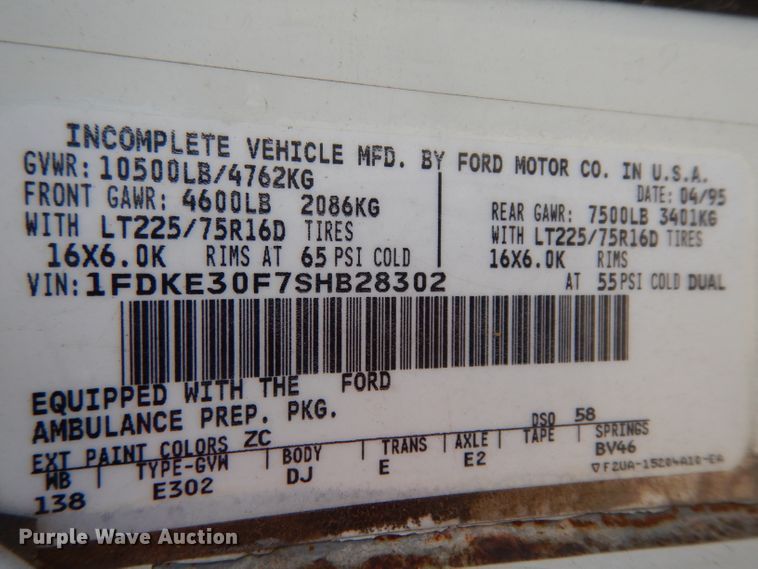 INCOMPLETE VEHICLE MFD. BY FORD MOTOR CO. IN U.S.A.
GVWR: 10500LB/4762KG
DATE: 04/95
FRONT GAWR: 4600LB 2086KG
REAR GAWR: 7500LB 3401KG
WITH LT225/75R16D TIRES
WITH LT225/75R16D TIRES
16X6.0K RIMS AT 65 PSI COLD
16X6.0K RIMS
VIN: 1FDKE30F7SHB28302
AT 55 PSI COLD DUAL
EQUIPPED WITH THE FORD
AMBULANCE PREP. PKG.
EXT PAINT COLORS ZC
DSO 58
WB TYPE-GVW BODY TRANS AXLE TAPE SPRINGS
138 E302 DJ E E2 BV46
F2UA-15204A10-EA
Purple Wave Auction